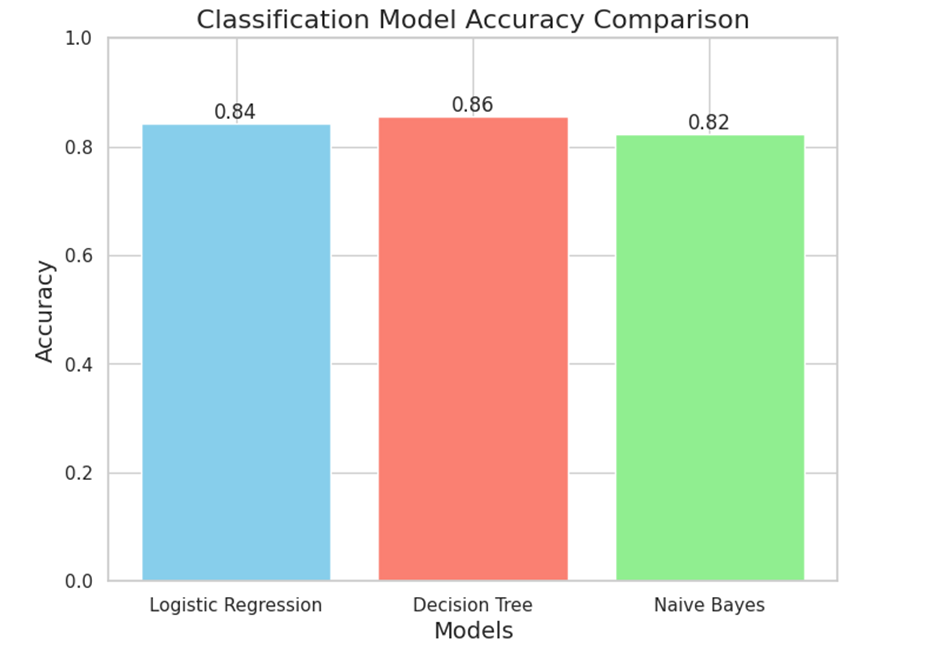 Classification Model Accuracy Comparison
1.0
0.8
0.6
0.4
0.2
0.0
Accuracy
0.84
0.86
0.82
Logistic Regression
Decision Tree
Naive Bayes
Models